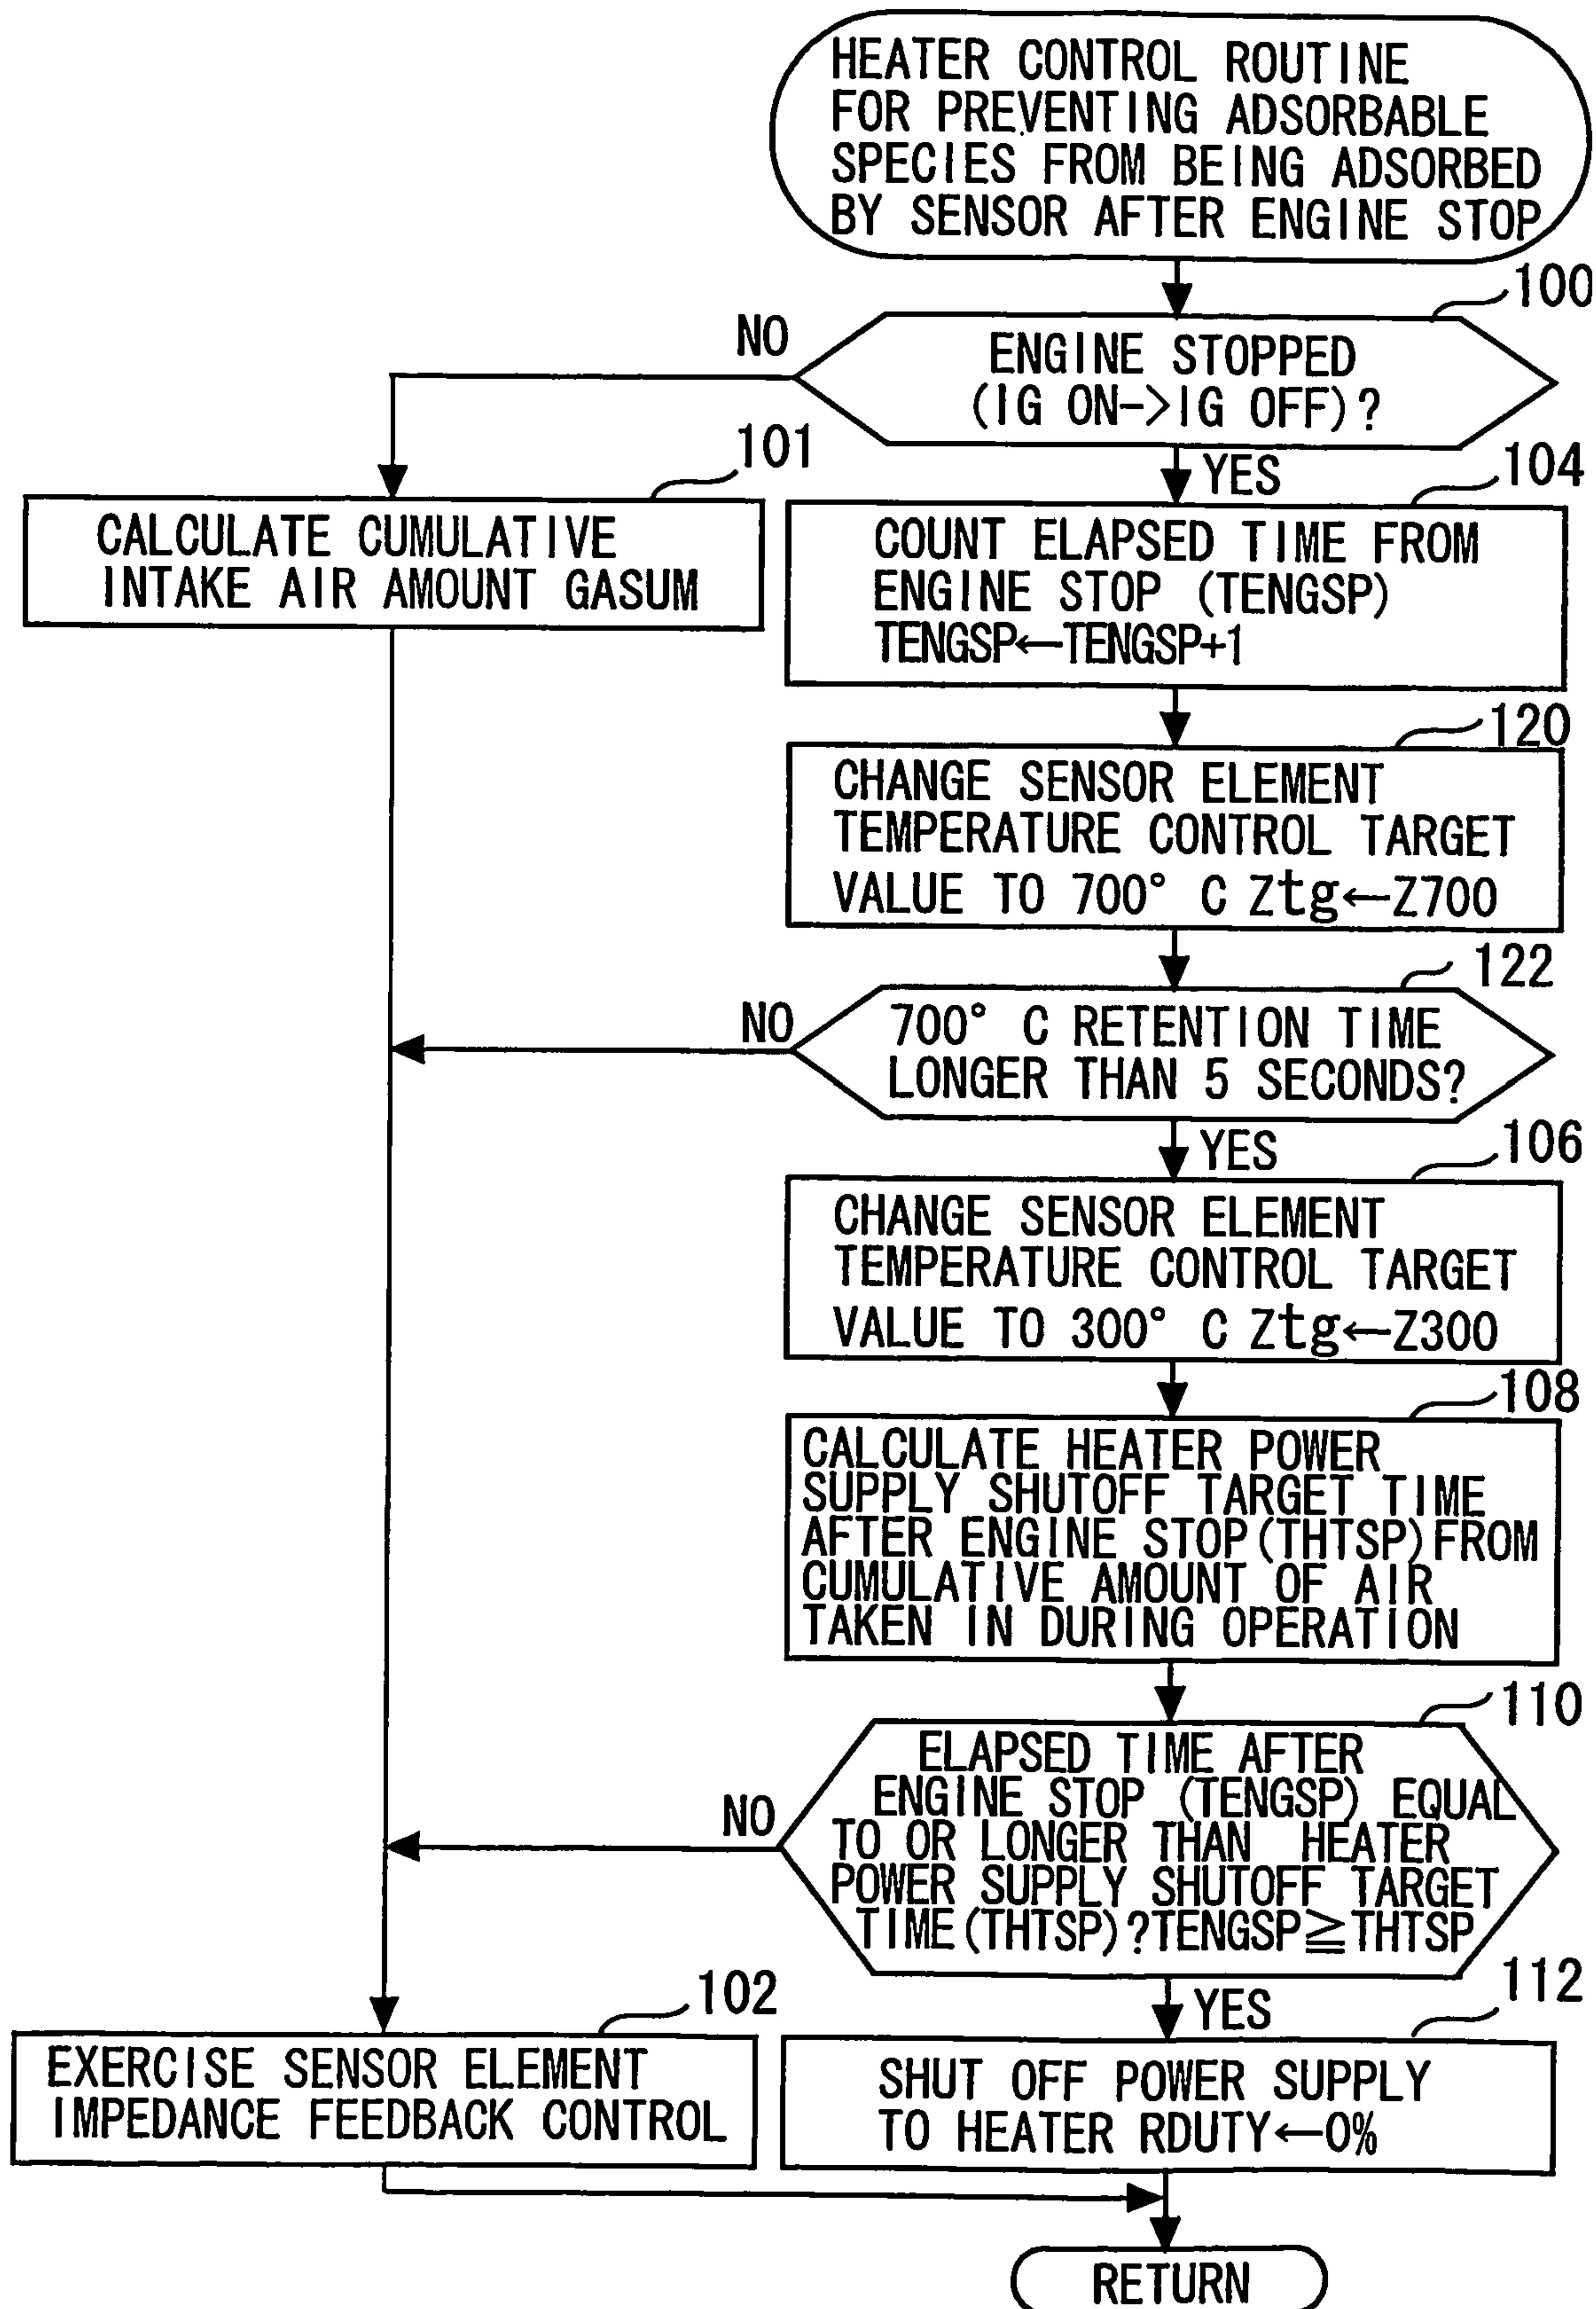 HEATER CONTROL ROUTINE
FOR PREVENTING ADSORBABLE
SPECIES FROM BEING ADSORBED
BY SENSOR AFTER ENGINE STOP
100
NO
ENGINE STOPPED
(IG ON->IG OFF)?
101
YES
104
CALCULATE CUMULATIVE
INTAKE AIR AMOUNT GASUM
COUNT ELAPSED TIME FROM
ENGINE STOP (TENGSP)
TENGSP←TENGSP+1
120
CHANGE SENSOR ELEMENT
TEMPERATURE CONTROL TARGET
VALUE TO 700° C Ztg←Z700
122
NO
700° C RETENTION TIME
LONGER THAN 5 SECONDS?
YES
106
CHANGE SENSOR ELEMENT
TEMPERATURE CONTROL TARGET
VALUE TO 300° C Ztg←Z300
108
CALCULATE HEATER POWER
SUPPLY SHUTOFF TARGET TIME
AFTER ENGINE STOP(THTSP)FROM
CUMULATIVE AMOUNT OF AIR
TAKEN IN DURING OPERATION
110
NO
ELAPSED TIME AFTER
ENGINE STOP (TENGSP) EQUAL
TO OR LONGER THAN HEATER
POWER SUPPLY SHUTOFF TARGET
TIME(THTSP)?TENGSP≧THTSP
102
YES
112
EXERCISE SENSOR ELEMENT
IMPEDANCE FEEDBACK CONTROL
SHUT OFF POWER SUPPLY
TO HEATER RDUTY←0%
RETURN